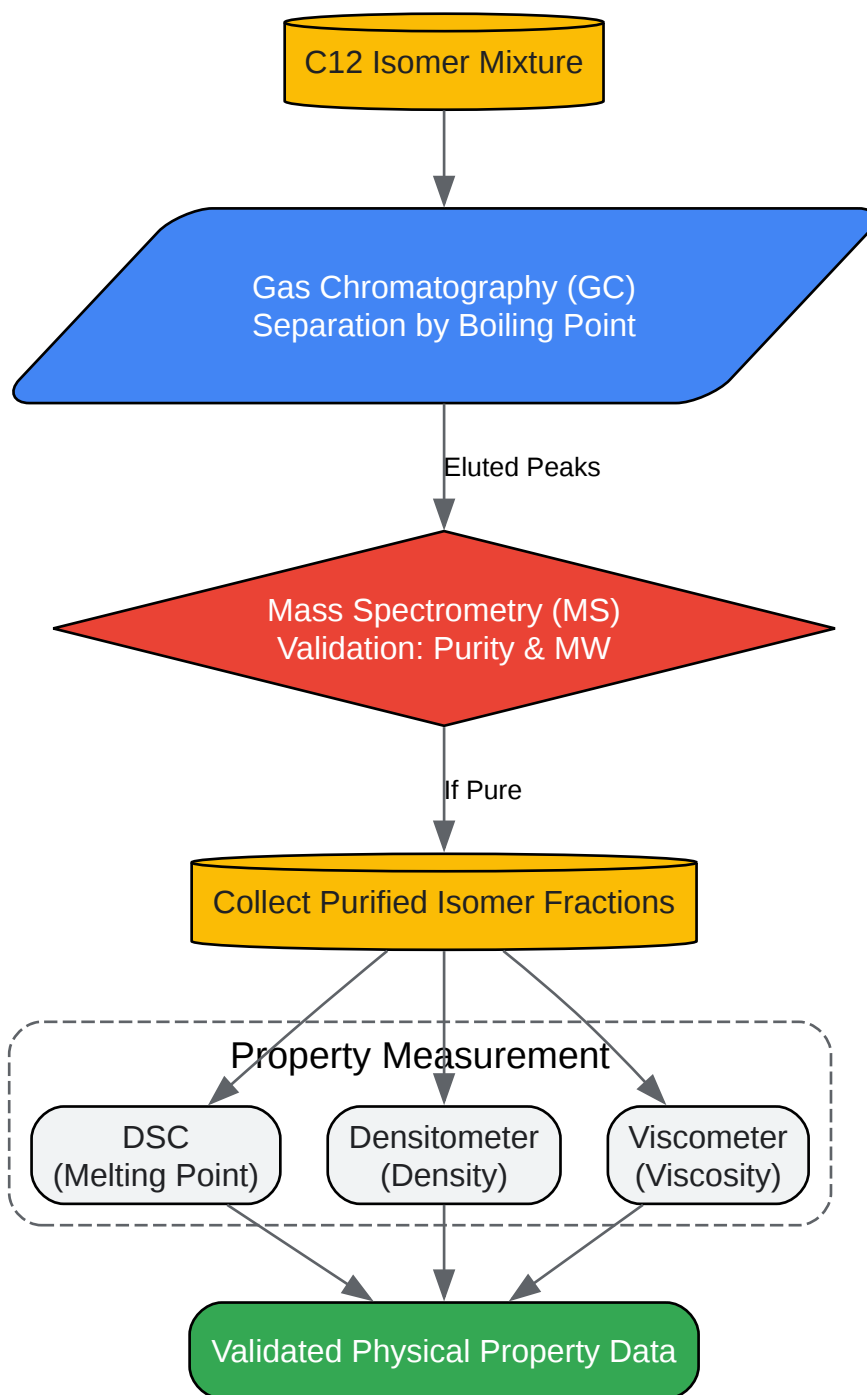 C12 Isomer Mixture
Gas Chromatography (GC)
Separation by Boiling Point
Eluted Peaks
Mass Spectrometry (MS)
Validation: Purity & MW
If Pure
Collect Purified Isomer Fractions
Property Measurement
DSC
(Melting Point)
Densitometer
(Density)
Viscometer
(Viscosity)
Validated Physical Property Data